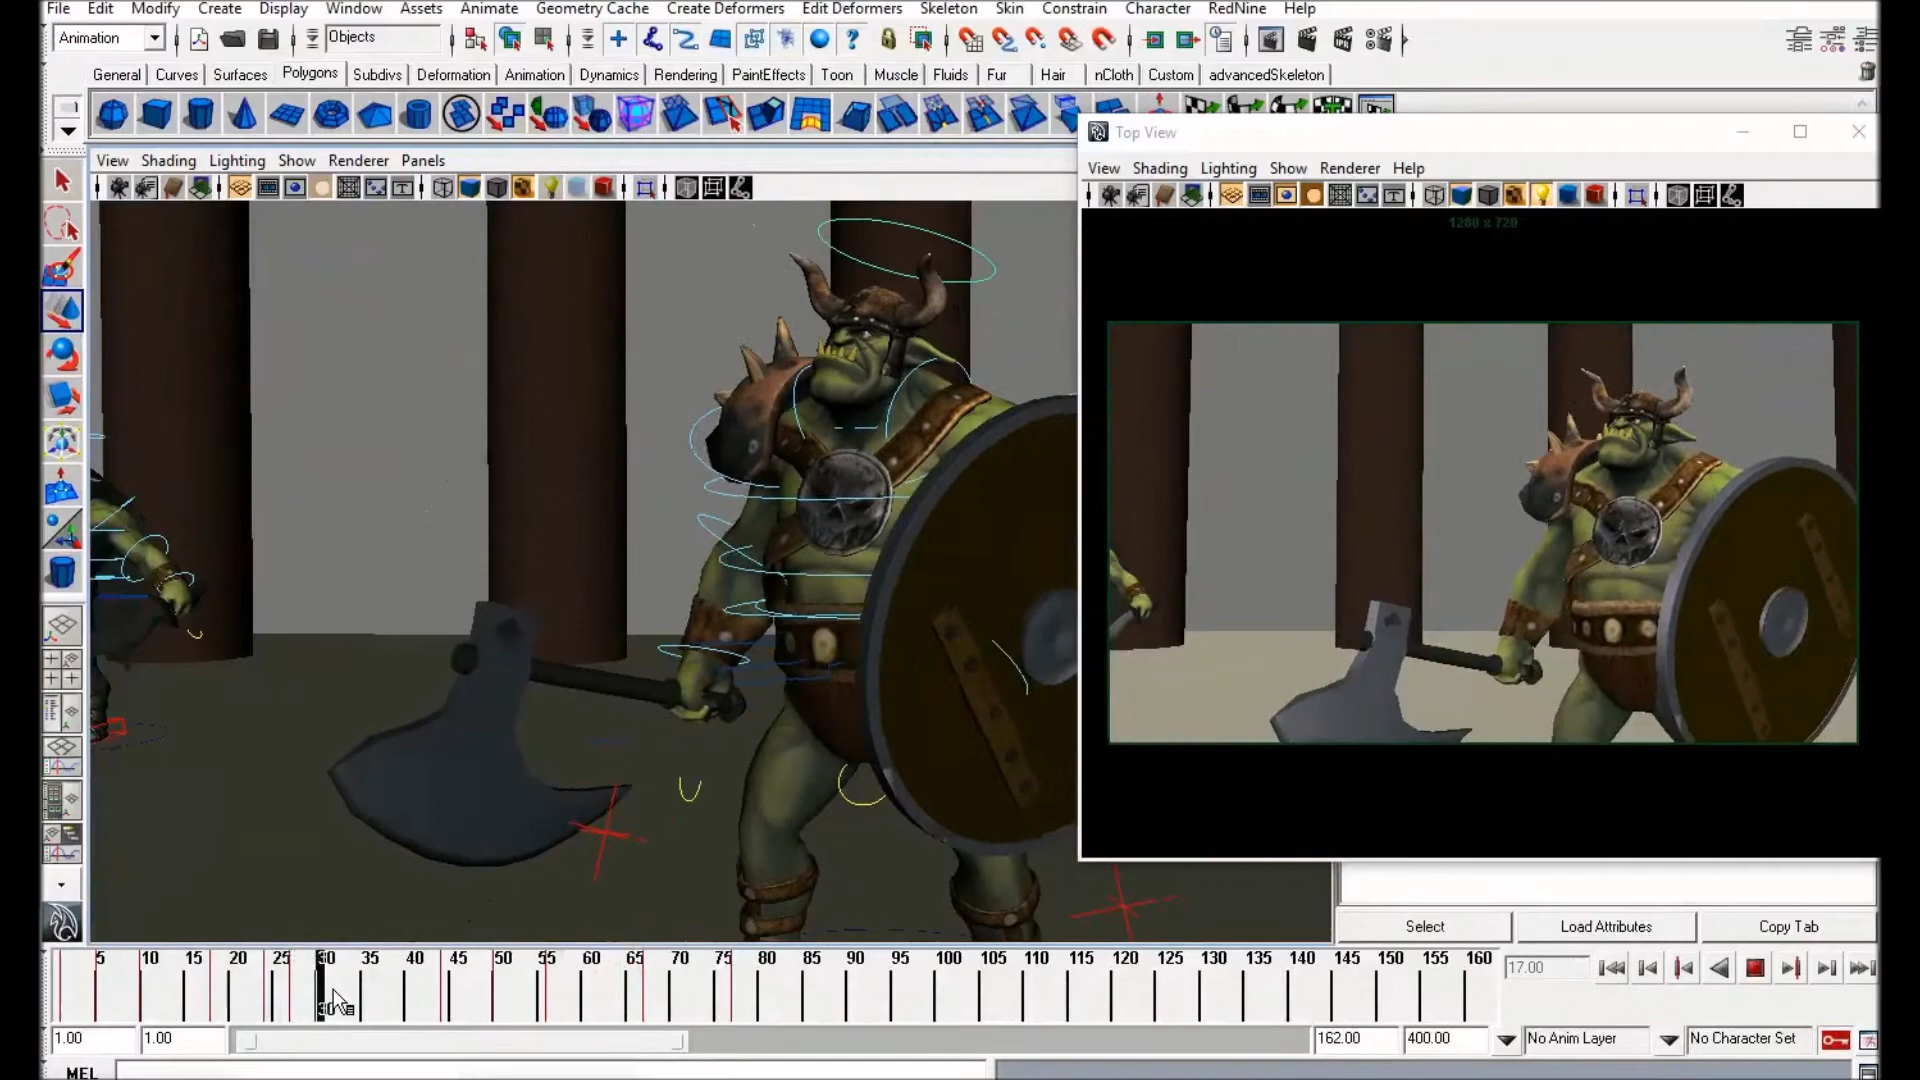 File Edit Modify Create Display Window Assets Animate Geometry Cache Create Deformers Edit Deformers Skeleton Skin Constrain Character RedNine Help
Animation Objects
General Curves Surfaces Polygons Subdivs Deformation Animation Dynamics Rendering PaintEffects Toon Muscle Fluids Fur Hair nCloth Custom advancedSkeleton
Top View
View Shading Lighting Show Renderer Panels
View Shading Lighting Show Renderer Help
1280 x 720
Select Load Attributes Copy Tab
5 10 15 20 25 30 35 40 45 50 55 60 65 70 75 80 85 90 95 100 105 110 115 120 125 130 135 140 145 150 155 160
17.00
1.00 1.00 162.00 400.00 No Anim Layer No Character Set
MEL